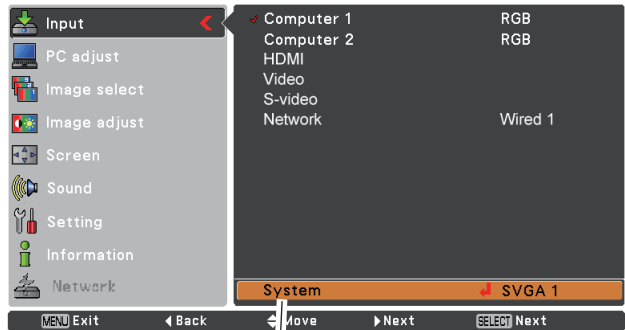 Input
PC adjust
Image select
Image adjust
Screen
Sound
Setting
Information
Network
Computer 1 RGB
Computer 2 RGB
HDMI
Video
S-video
Network Wired 1
System SVGA 1
MENU Exit Back Move Next SELECT Next